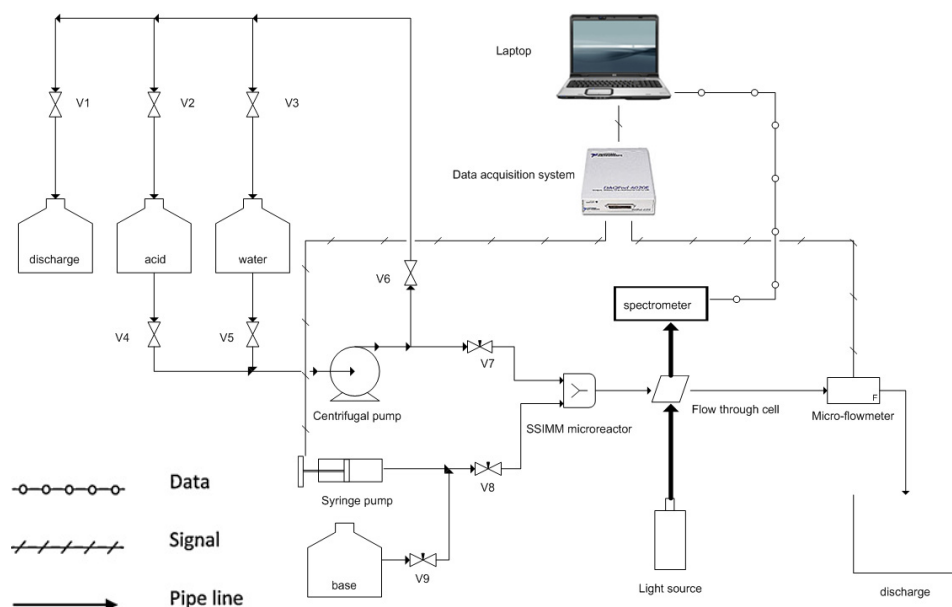 Laptop
V1
V2
V3
Data acquisition system
discharge
acid
water
V6
spectrometer
V4
V5
V7
Centrifugal pump
SSIMM microreactor
Flow through cell
F
Micro-flowmeter
Syringe pump
V8
Data
Signal
base
V9
Light source
discharge
Pipe line